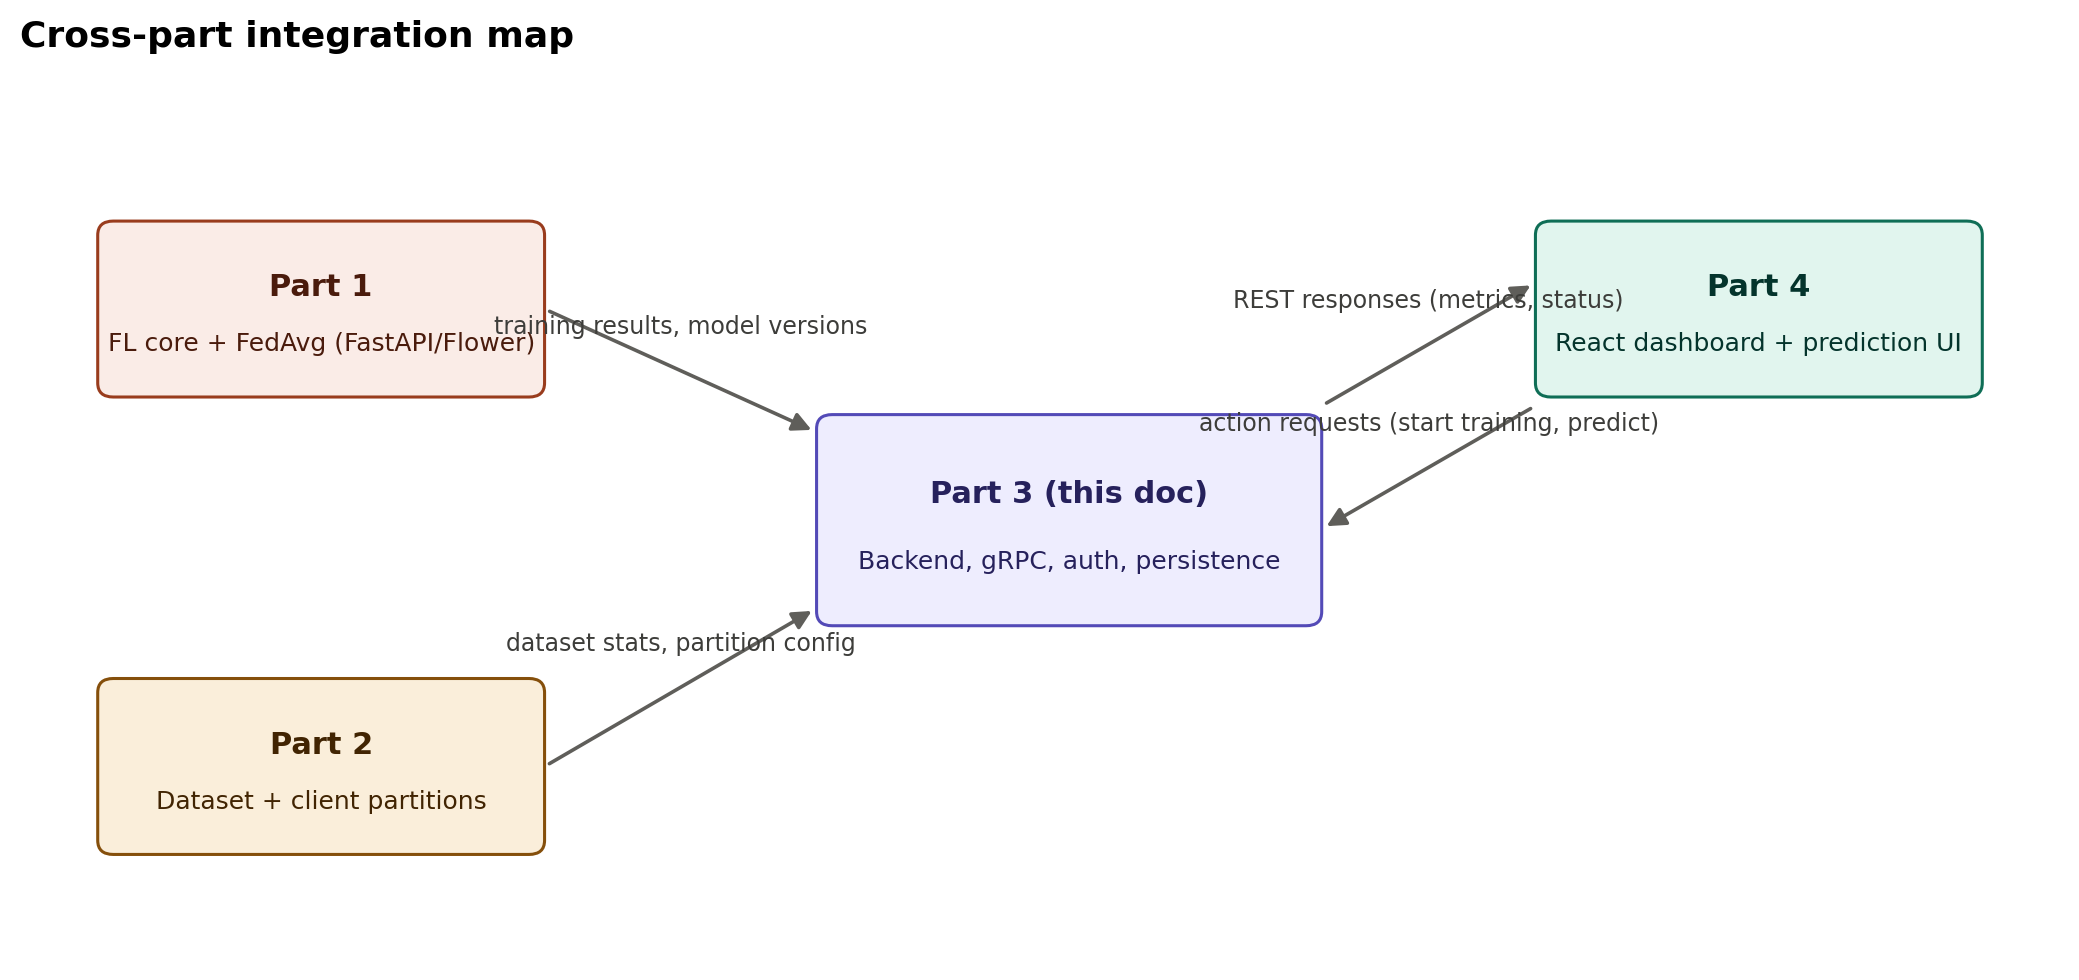 Cross-part integration map
Part 1
FL core + FedAvg (FastAPI/Flower)
training results, model versions
REST responses (metrics, status)
Part 4
React dashboard + prediction UI
action requests (start training, predict)
Part 3 (this doc)
Backend, gRPC, auth, persistence
dataset stats, partition config
Part 2
Dataset + client partitions